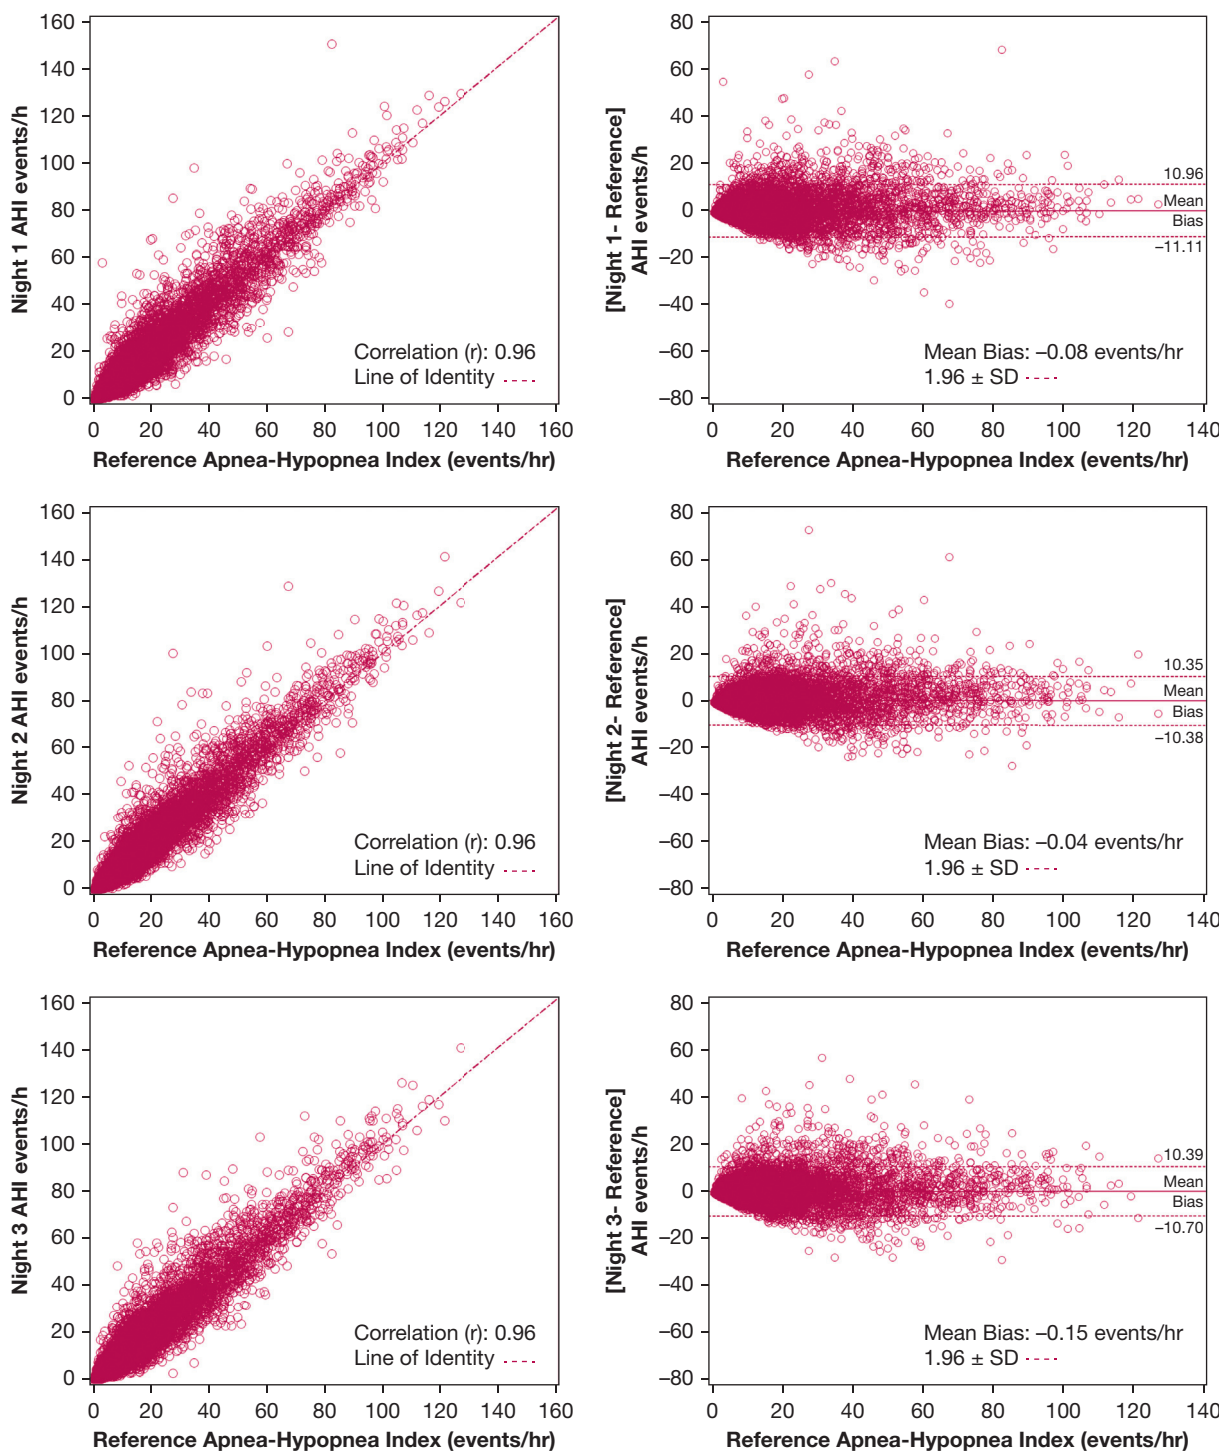 160
140
120
100
80
60
40
20
0
Night 1 AHI events/h
Correlation (r): 0.96
Line of Identity
0 20 40 60 80 100 120 140 160
Reference Apnea-Hypopnea Index (events/hr)
80
60
40
20
0
−20
−40
−60
−80
[Night 1- Reference]
AHI events/h
10.96
Mean
Bias
−11.11
Mean Bias: −0.08 events/hr
1.96 ± SD
0 20 40 60 80 100 120 140
Reference Apnea-Hypopnea Index (events/hr)
160
140
120
100
80
60
40
20
0
Night 2 AHI events/h
Correlation (r): 0.96
Line of Identity
0 20 40 60 80 100 120 140 160
Reference Apnea-Hypopnea Index (events/hr)
80
60
40
20
0
−20
−40
−60
−80
[Night 2- Reference]
AHI events/h
10.35
Mean
Bias
−10.38
Mean Bias: −0.04 events/hr
1.96 ± SD
0 20 40 60 80 100 120 140
Reference Apnea-Hypopnea Index (events/hr)
160
140
120
100
80
60
40
20
0
Night 3 AHI events/h
Correlation (r): 0.96
Line of Identity
0 20 40 60 80 100 120 140 160
Reference Apnea-Hypopnea Index (events/hr)
80
60
40
20
0
−20
−40
−60
−80
[Night 3- Reference]
AHI events/h
10.39
Mean
Bias
−10.70
Mean Bias: −0.15 events/hr
1.96 ± SD
0 20 40 60 80 100 120 140
Reference Apnea-Hypopnea Index (events/hr)